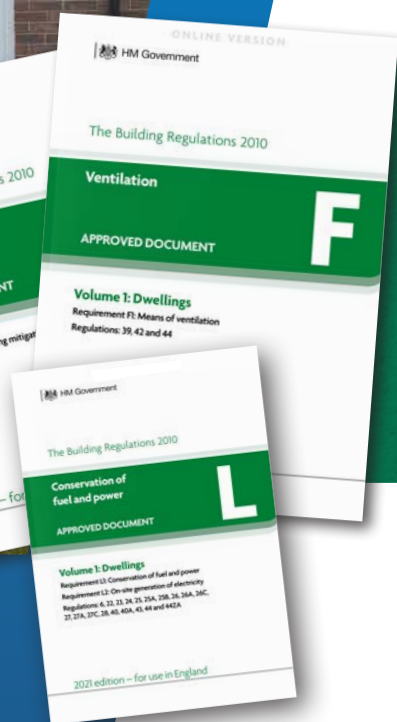 ONLINE VERSION
HM Government
The Building Regulations 2010
Ventilation
F
APPROVED DOCUMENT
Volume 1: Dwellings
Requirement F1: Means of ventilation
Regulations: 39, 42 and 44
s 2010
NT
ng mitigat
– for
HM Government
The Building Regulations 2010
Conservation of
fuel and power
L
APPROVED DOCUMENT
Volume 1: Dwellings
Requirement L1: Conservation of fuel and power
Requirement L2: On-site generation of electricity
Regulations: 6, 22, 23, 24, 25, 25A, 25B, 26, 26A, 26C,
27, 27A, 27C, 28, 40, 40A, 43, 44 and 44ZA
2021 edition – for use in England